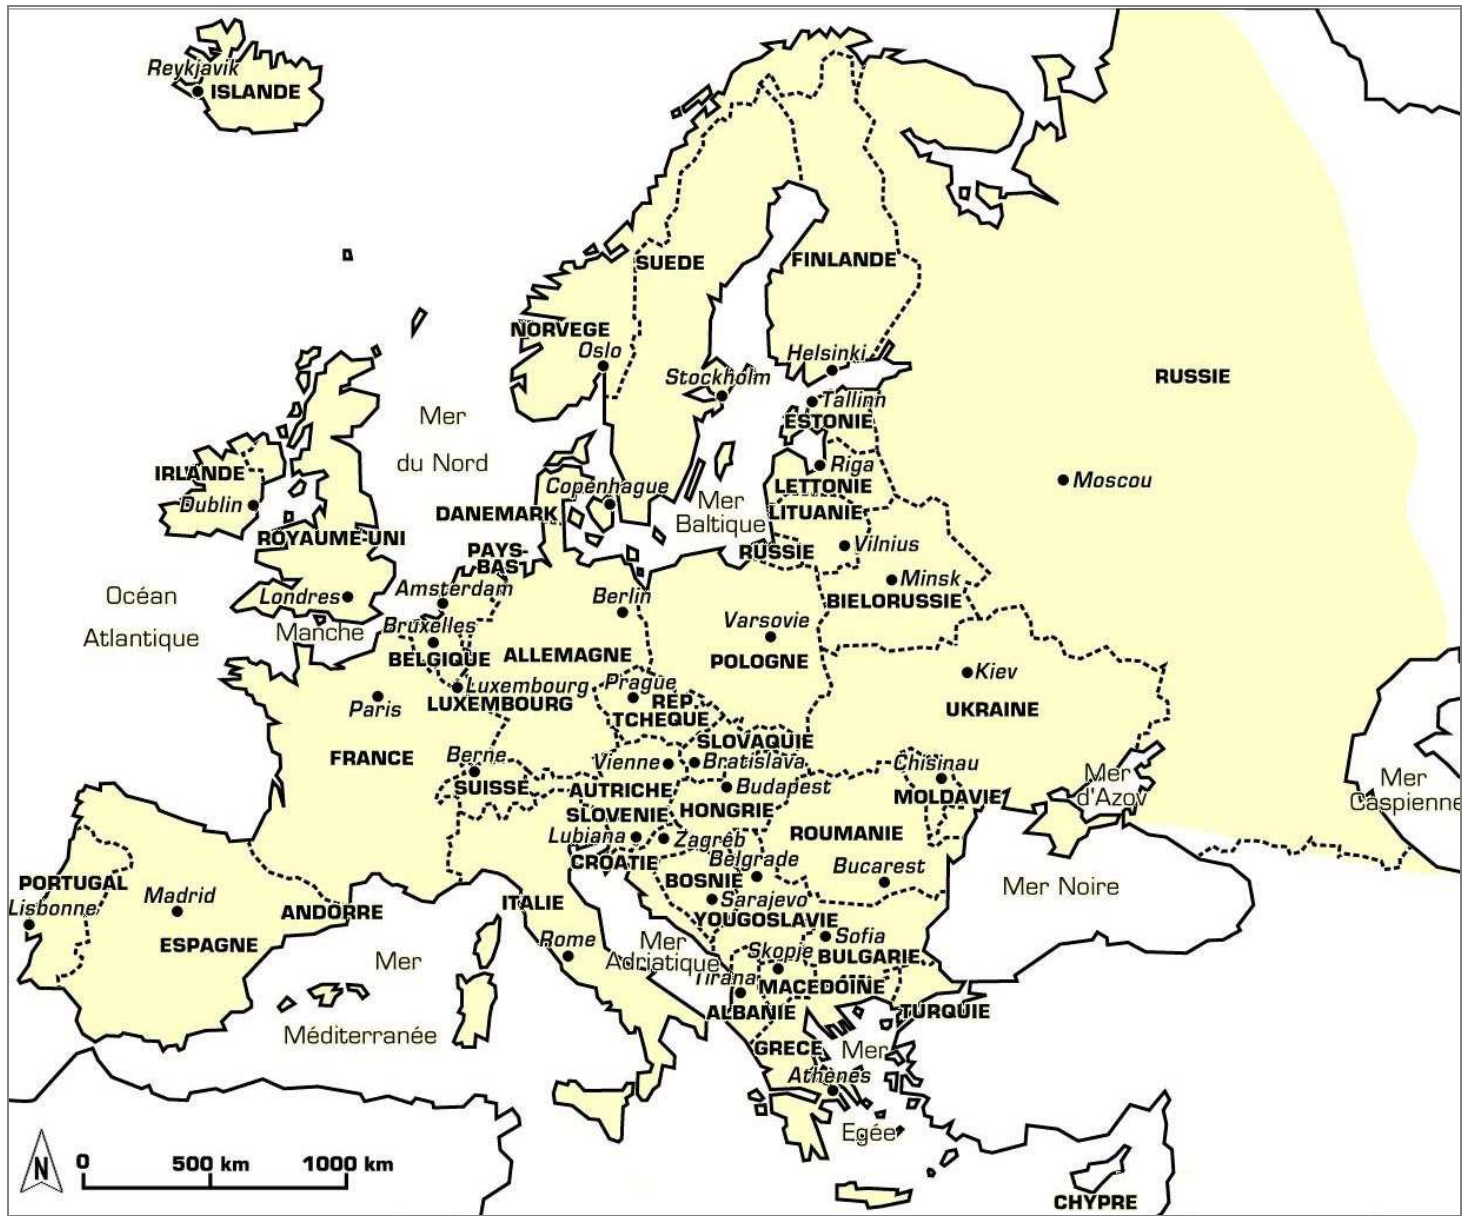 Reykjavik
ISLANDE
SUEDE
FINLANDE
NORVEGE
Oslo
Helsinki
Stockholm
RUSSIE
Tallinn
ESTONIE
Mer
du Nord
Riga
LETTONIE
IRLANDE
Dublin
Moscou
Copenhague
DANEMARK
Mer
Baltique
LITUANIE
ROYAUME-UNI
PAYS-
BAS
RUSSIE
Vilnius
Minsk
BIELORUSSIE
Océan
Atlantique
Londres
Amsterdam
Berlin
Manche
Bruxelles
BELGIQUE
ALLEMAGNE
Varsovie
POLOGNE
Kiev
UKRAINE
Luxembourg
LUXEMBOURG
Paris
Prague
REP.
TCHEQUE
SLOVAQUIE
FRANCE
Berne
SUISSE
Vienne
Bratislava
AUTRICHE
Budapest
HONGRIE
Chisinau
MOLDAVIE
Mer
d'Azov
Mer
Caspienne
SLOVENIE
Lubiana
Zagreb
ROUMANIE
CROATIE
Belgrade
Bucarest
BOSNIE
Sarajevo
YOUGOSLAVIE
Mer Noire
PORTUGAL
Lisbonne
Madrid
ESPAGNE
ANDORRE
ITALIE
Rome
Mer
Adriatique
Skopje
Sofia
BULGARIE
Tirana
MACEDOINE
ALBANIE
TURQUIE
Mer
Méditerranée
GRECE
Mer
Athènes
Egée
0 500 km 1000 km
N
CHYPRE